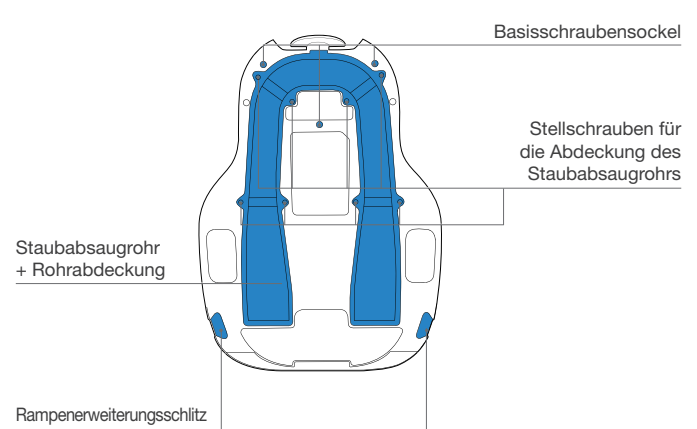 Basisschraubensockel
Stellschrauben für
die Abdeckung des
Staubabsaugrohrs
Staubabsaugrohr
+ Rohrabdeckung
Rampenerweiterungsschlitz